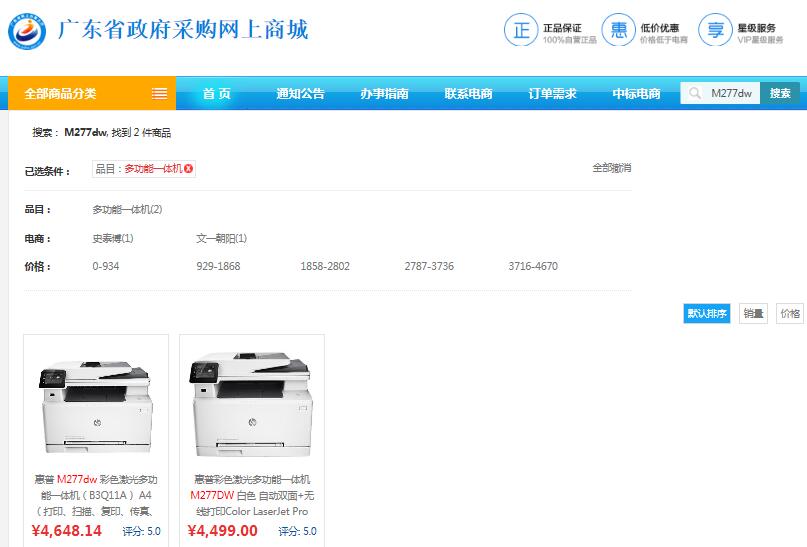 广东省政府采购网上商城
正 正品保证 惠 低价优惠 享 星级服务
100%自营正品 价格低于电商 VIP星级服务
全部商品分类 首 页 通知公告 办事指南 联系电商 订单需求 中标电商 M277dw 搜索
搜索： M277dw, 找到 2 件商品
已选条件： 品目：多功能一体机 全部撤消
品目： 多功能一体机(2)
电商： 史泰博(1) 文一朝阳(1)
价格： 0-934 929-1868 1858-2802 2787-3736 3716-4670
默认排序 销量 价格
惠普 M277dw 彩色激光多功
能一体机（B3Q11A） A4
（打印、扫描、复印、传真、
¥4,648.14 评分: 5.0
惠普彩色激光多功能一体机
M277DW 白色 自动双面+无
线打印Color LaserJet Pro
¥4,499.00 评分: 5.0